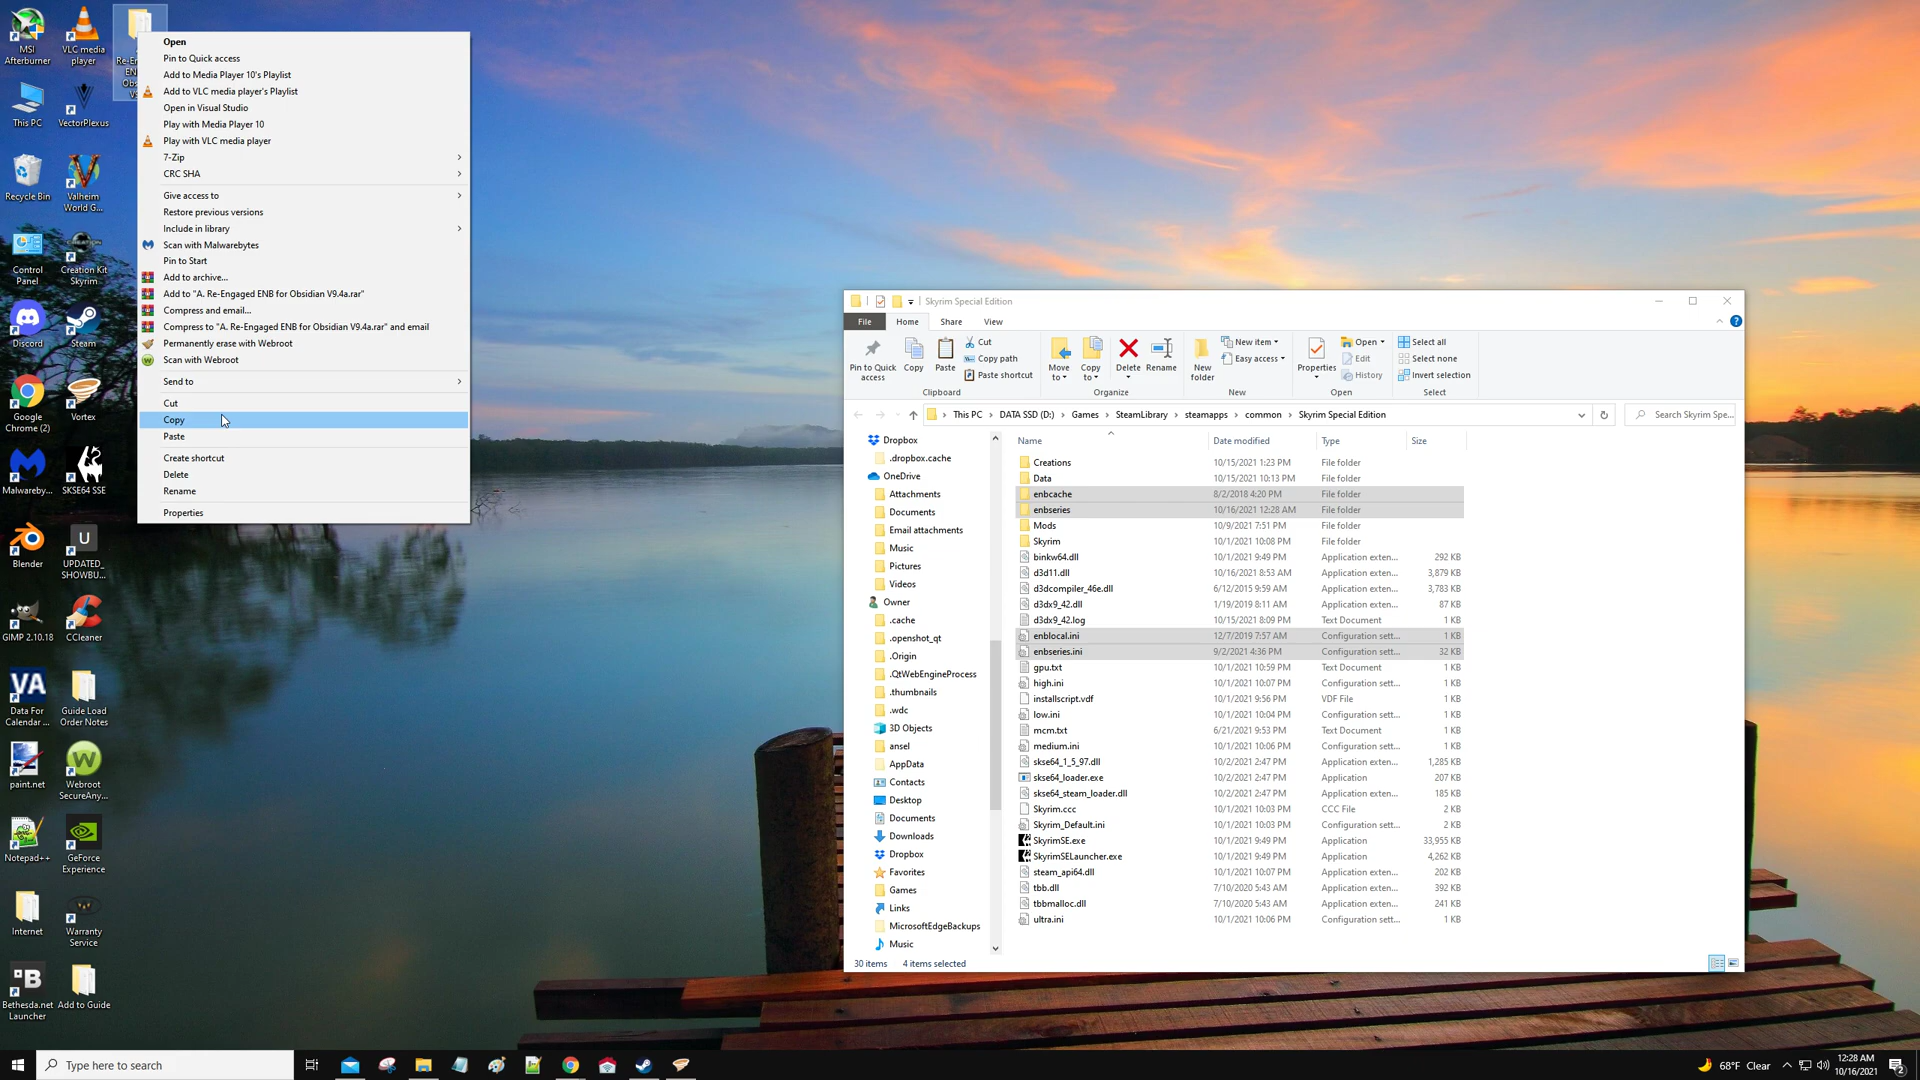 MSI
Afterburner
VLC media
player
This PC
VectorPlexus
Recycle Bin
Valheim
World G...
Control
Panel
Creation Kit
Skyrim
Discord
Steam
Google
Chrome (2)
Vortex
Malwareby...
SKSE64 SSE
Blender
U
UPDATED_
SHOWBU...
GIMP 2.10.18
CCleaner
VA
Data For
Calendar ...
Guide Load
Order Notes
paint.net
Webroot
SecureAny...
Notepad++
GeForce
Experience
Internet
Warranty
Service
Bethesda.net
Launcher
Add to Guide
Open
Pin to Quick access
Add to Media Player 10's Playlist
Add to VLC media player's Playlist
Open in Visual Studio
Play with Media Player 10
Play with VLC media player
7-Zip
CRC SHA
Give access to
Restore previous versions
Include in library
Scan with Malwarebytes
Pin to Start
Add to archive...
Add to "A. Re-Engaged ENB for Obsidian V9.4a.rar"
Compress and email...
Compress to "A. Re-Engaged ENB for Obsidian V9.4a.rar" and email
Permanently erase with Webroot
Scan with Webroot
Send to
Cut
Copy
Paste
Create shortcut
Delete
Rename
Properties
Skyrim Special Edition
File Home Share View
Pin to Quick access
Copy
Paste
Cut
Copy path
Paste shortcut
Clipboard
Move to
Copy to
Delete
Rename
Organize
New folder
New item
Easy access
New
Properties
Open
Edit
History
Open
Select all
Select none
Invert selection
Select
This PC > DATA SSD (D:) > Games > SteamLibrary > steamapps > common > Skyrim Special Edition
Search Skyrim Spe...
Dropbox
.dropbox.cache
OneDrive
Attachments
Documents
Email attachments
Music
Pictures
Videos
Owner
.cache
.openshot_qt
.Origin
.QtWebEngineProcess
.thumbnails
.wdc
3D Objects
ansel
AppData
Contacts
Desktop
Documents
Downloads
Dropbox
Favorites
Games
Links
MicrosoftEdgeBackups
Music
Name Date modified Type Size
Creations 10/15/2021 1:23 PM File folder
Data 10/15/2021 10:13 PM File folder
enbcache 8/2/2018 4:20 PM File folder
enbseries 10/16/2021 12:28 AM File folder
Mods 10/9/2021 7:51 PM File folder
Skyrim 10/1/2021 10:08 PM File folder
binkw64.dll 10/1/2021 9:49 PM Application exten... 292 KB
d3d11.dll 10/16/2021 8:53 AM Application exten... 3,879 KB
d3dcompiler_46e.dll 6/12/2015 9:59 AM Application exten... 3,783 KB
d3dx9_42.dll 1/19/2019 8:11 AM Application exten... 87 KB
d3dx9_42.log 10/15/2021 8:09 PM Text Document 1 KB
enblocal.ini 12/7/2019 7:57 AM Configuration sett... 1 KB
enbseries.ini 9/2/2021 4:36 PM Configuration sett... 32 KB
gpu.txt 10/1/2021 10:59 PM Text Document 1 KB
high.ini 10/1/2021 10:07 PM Configuration sett... 1 KB
installscript.vdf 10/1/2021 9:56 PM VDF File 1 KB
low.ini 10/1/2021 10:04 PM Configuration sett... 1 KB
mcm.txt 6/21/2021 9:53 PM Text Document 1 KB
medium.ini 10/1/2021 10:06 PM Configuration sett... 1 KB
skse64_1_5_97.dll 10/2/2021 2:47 PM Application exten... 1,285 KB
skse64_loader.exe 10/2/2021 2:47 PM Application 207 KB
skse64_steam_loader.dll 10/2/2021 2:47 PM Application exten... 185 KB
Skyrim.ccc 10/1/2021 10:03 PM CCC File 2 KB
Skyrim_Default.ini 10/1/2021 10:03 PM Configuration sett... 2 KB
SkyrimSE.exe 10/1/2021 9:49 PM Application 33,955 KB
SkyrimSELauncher.exe 10/1/2021 9:49 PM Application 4,262 KB
steam_api64.dll 10/1/2021 10:07 PM Application exten... 202 KB
tbb.dll 7/10/2020 5:43 AM Application exten... 392 KB
tbbmalloc.dll 7/10/2020 5:43 AM Application exten... 241 KB
ultra.ini 10/1/2021 10:06 PM Configuration sett... 1 KB
30 items 4 items selected
Type here to search
68°F Clear
12:28 AM
10/16/2021
2